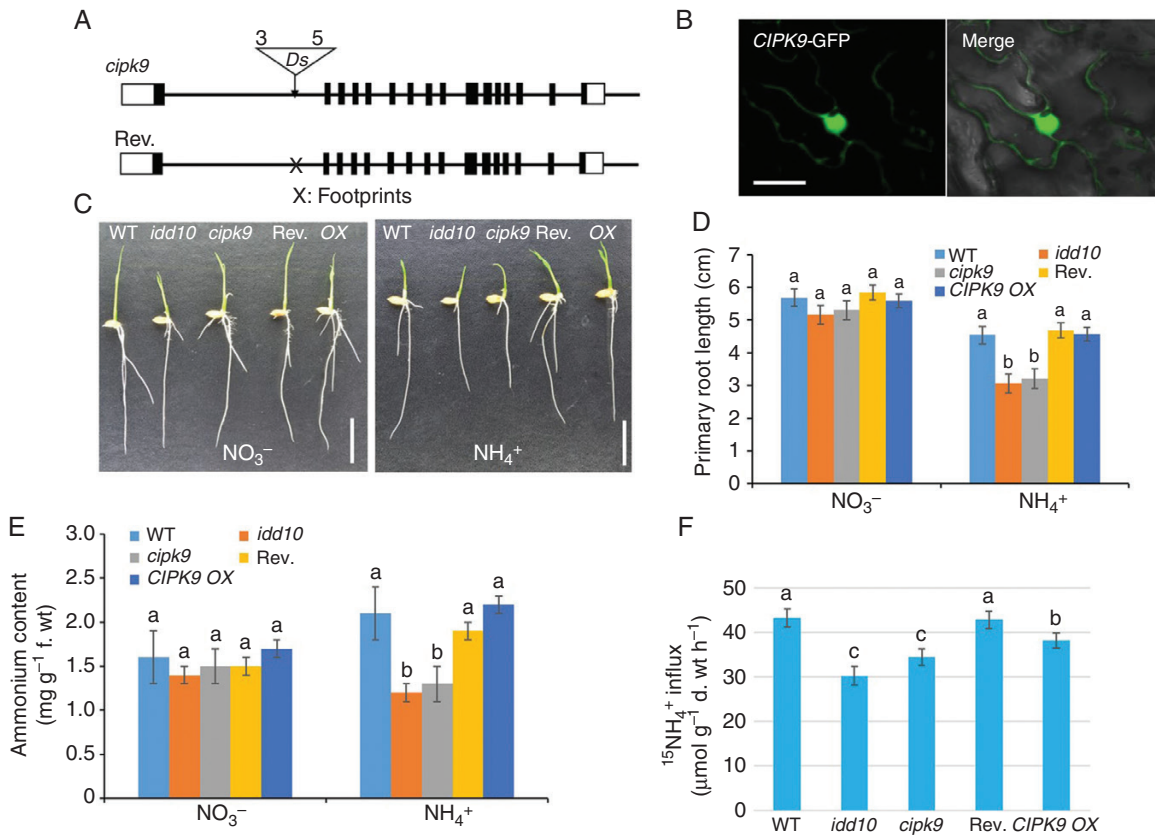 A
3 5
Ds
cipk9
Rev.
X
X: Footprints
B
CIPK9-GFP Merge
C
WT idd10 cipk9 Rev. OX
NO₃⁻
WT idd10 cipk9 Rev. OX
NH₄⁺
D
Primary root length (cm)
7
6
5
4
3
2
1
0
WT idd10
cipk9 Rev.
CIPK9 OX
a a a a a
a b b a a
NO₃⁻ NH₄⁺
E
Ammonium content
(mg g⁻¹ f. wt)
3.0
2.5
2.0
1.5
1.0
1.5
0
WT idd10
cipk9 Rev.
CIPK9 OX
a a a a a
a b b a a
NO₃⁻ NH₄⁺
F
¹⁵NH₄⁺ influx
(μmol g⁻¹ d. wt h⁻¹)
50
40
30
20
10
0
a c c a b
WT idd10 cipk9 Rev. CIPK9 OX